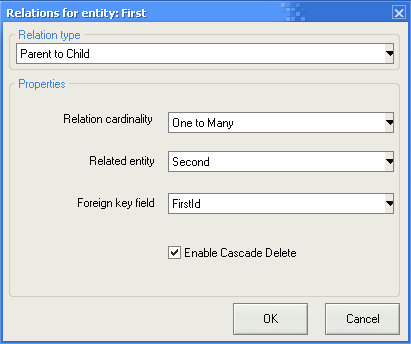 Relations for entity: First
Relation type
Parent to Child
Properties
Relation cardinality One to Many
Related entity Second
Foreign key field FirstId
Enable Cascade Delete
OK Cancel